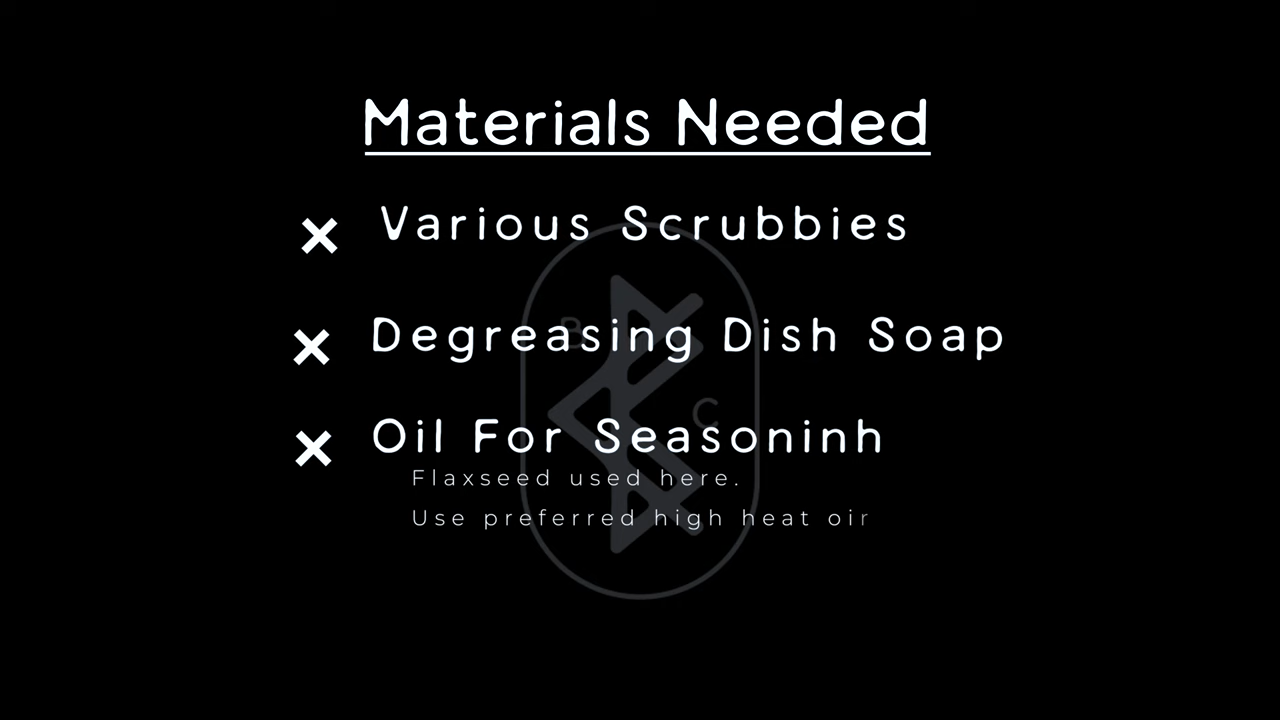 Materials Needed
× Various Scrubbies
× Degreasing Dish Soap
× Oil For Seasoninh
Flaxseed used here.
Use preferred high heat oir
B
C